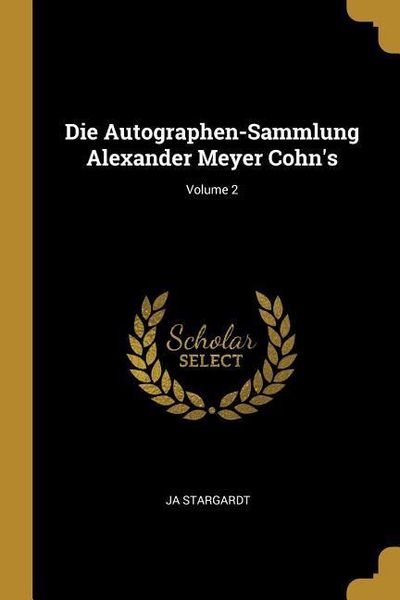 Die Autographen-Sammlung
Alexander Meyer Cohn's
Volume 2
Scholar
SELECT
JA STARGARDT